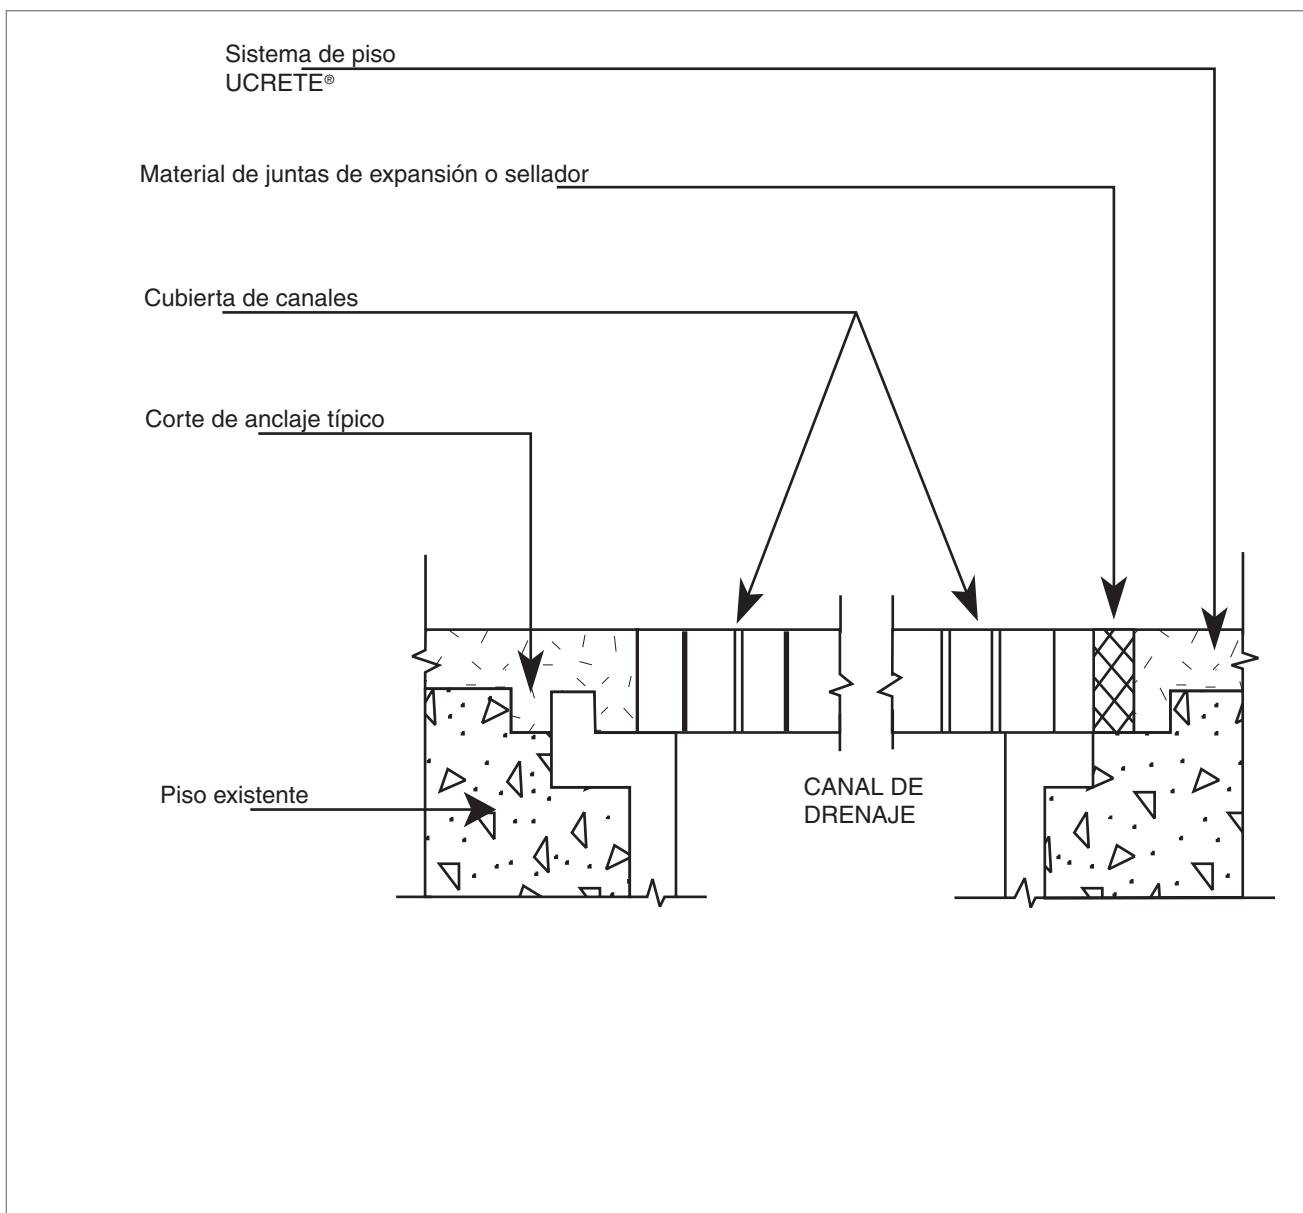 Sistema de piso
UCRETE®
Material de juntas de expansión o sellador
Cubierta de canales
Corte de anclaje típico
Piso existente
CANAL DE
DRENAJE